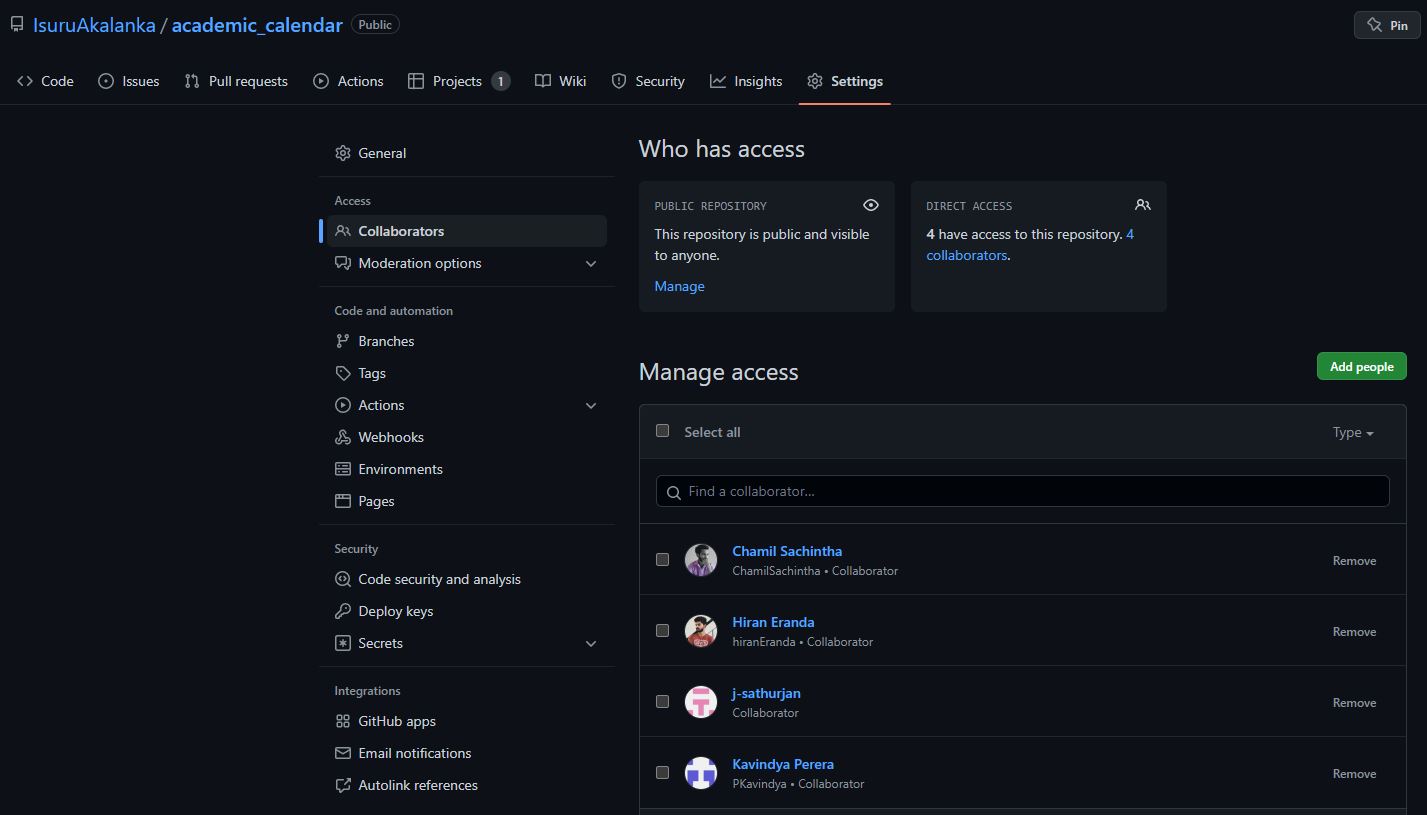 IsuruAkalanka / academic_calendar Public
Pin
Code Issues Pull requests Actions Projects 1 Wiki Security Insights Settings
General
Access
Collaborators
Moderation options
Code and automation
Branches
Tags
Actions
Webhooks
Environments
Pages
Security
Code security and analysis
Deploy keys
Secrets
Integrations
GitHub apps
Email notifications
Autolink references
Who has access
PUBLIC REPOSITORY
This repository is public and visible
to anyone.
Manage
DIRECT ACCESS
4 have access to this repository. 4
collaborators.
Manage access
Add people
Select all
Type
Find a collaborator...
Chamil Sachintha
ChamilSachintha • Collaborator
Remove
Hiran Eranda
hiranEranda • Collaborator
Remove
j-sathurjan
Collaborator
Remove
Kavindya Perera
PKavindya • Collaborator
Remove